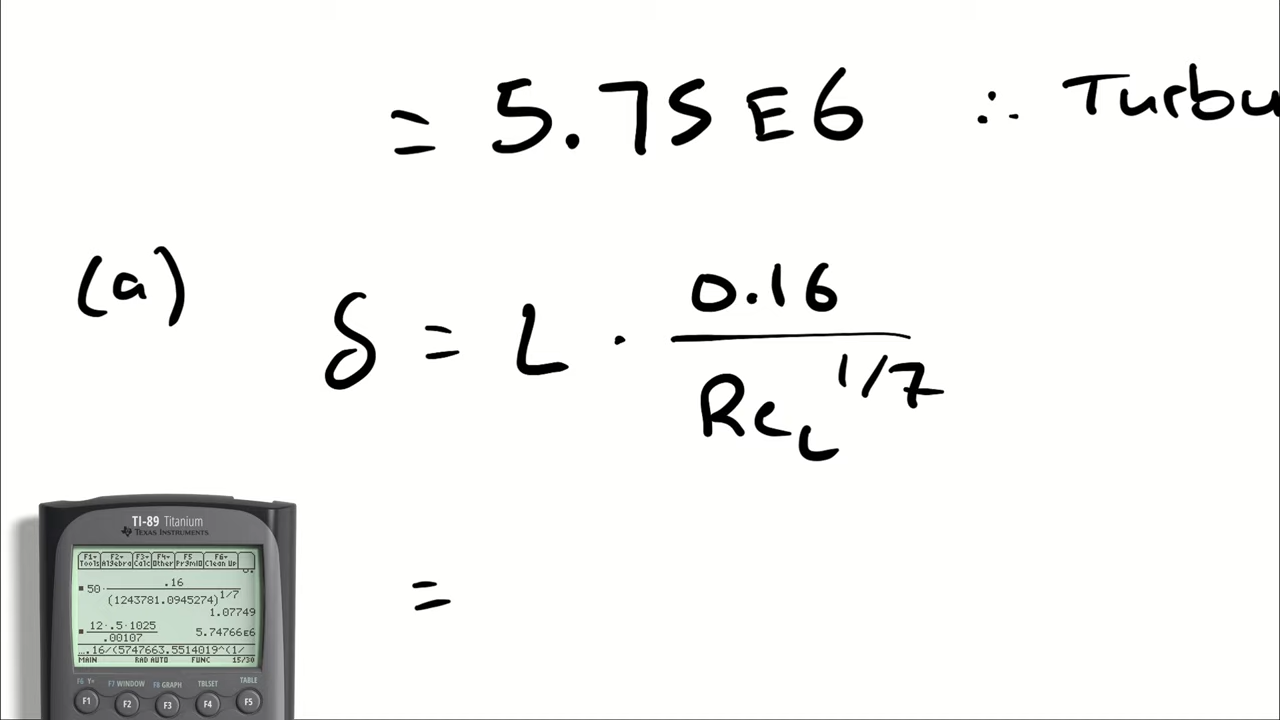 = 5.75 E6 ∴ Turbu
(a) δ = L · 0.16
Re_L^1/7
=
TI-89 Titanium
TEXAS INSTRUMENTS
F1 F2 F3 F4 F5 F6
Tools Algebra Calc Other PrgmIO Clean Up
50· .16
(1243781.0945274)^1/7
1.07749
12·.5·1025
.00107
5.74766E6
….16/(5747663.5514019^(1/
MAIN RAD AUTO FUNC 15/30
F6 Y= F7 WINDOW F8 GRAPH TBLSET TABLE
F1 F2 F3 F4 F5